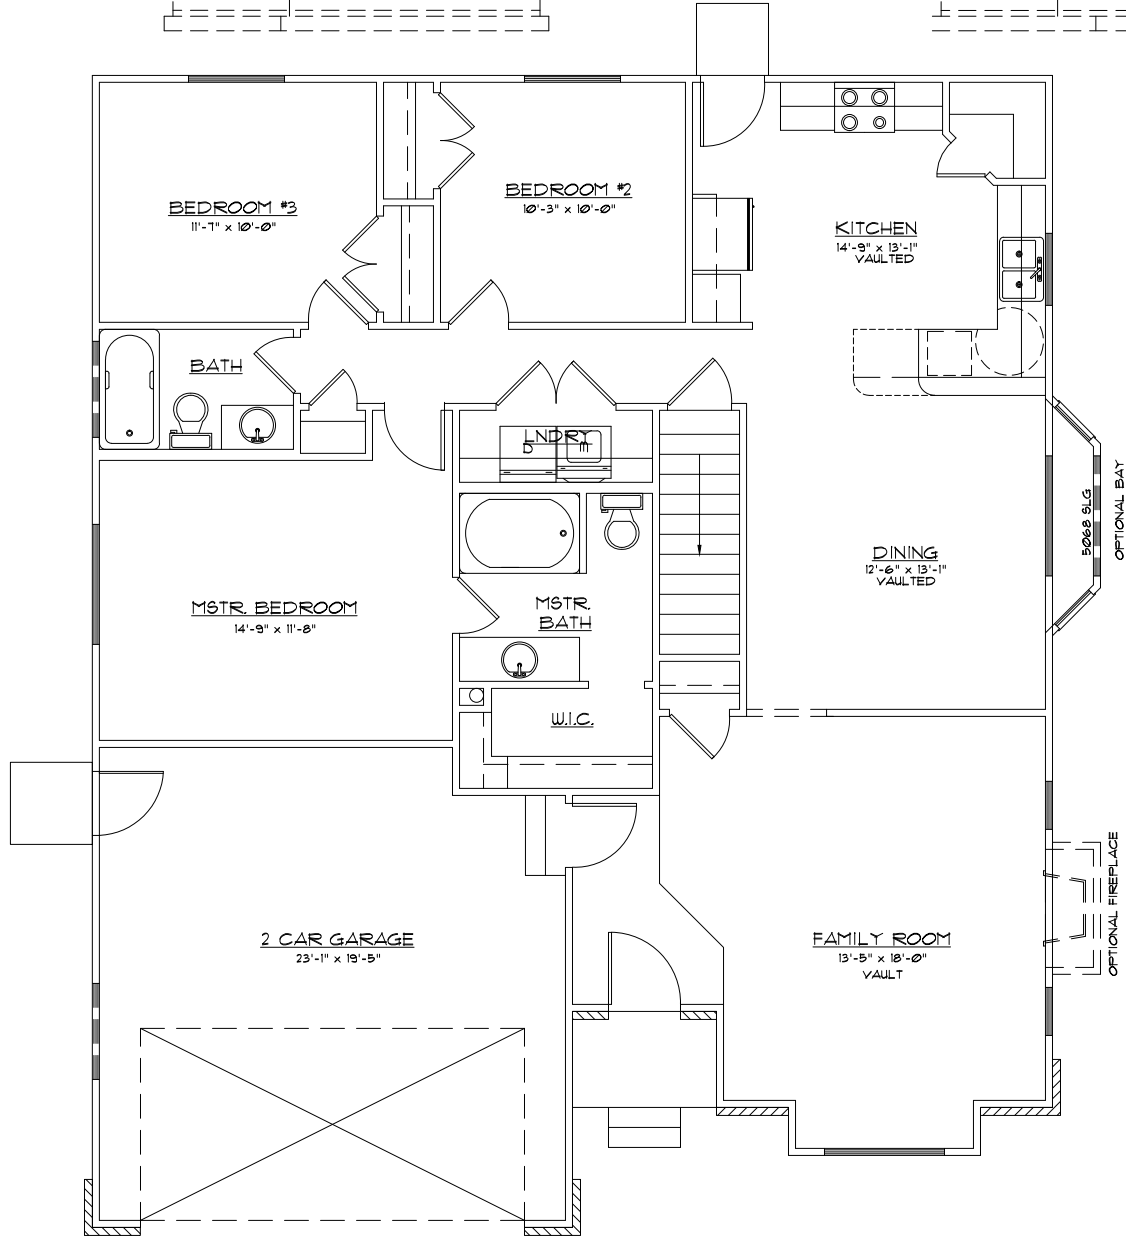 BEDROOM #2
10'-3" x 10'-0"
BEDROOM #3
11'-7" x 10'-0"
KITCHEN
14'-9" x 13'-1"
VAULTED
BATH
LNDRY
D
W
5068 SLG
OPTIONAL BAY
DINING
12'-6" x 13'-1"
VAULTED
MSTR. BEDROOM
14'-9" x 11'-8"
MSTR.
BATH
W.I.C.
2 CAR GARAGE
23'-1" x 19'-5"
FAMILY ROOM
13'-5" x 18'-0"
VAULT
OPTIONAL FIREPLACE